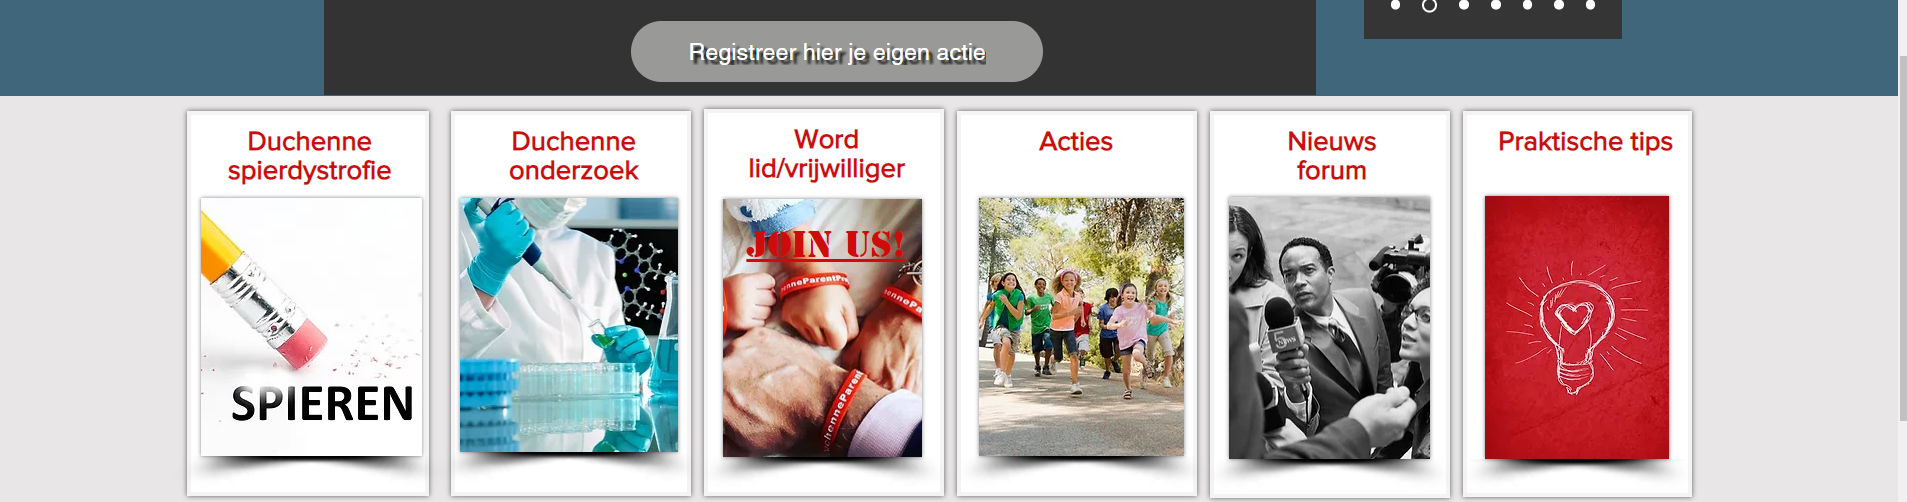 Registreer hier je eigen actie
Duchenne
spierdystrofie
SPIEREN
Duchenne
onderzoek
Word
lid/vrijwilliger
JOIN US!
Acties
Nieuws
forum
News
Praktische tips